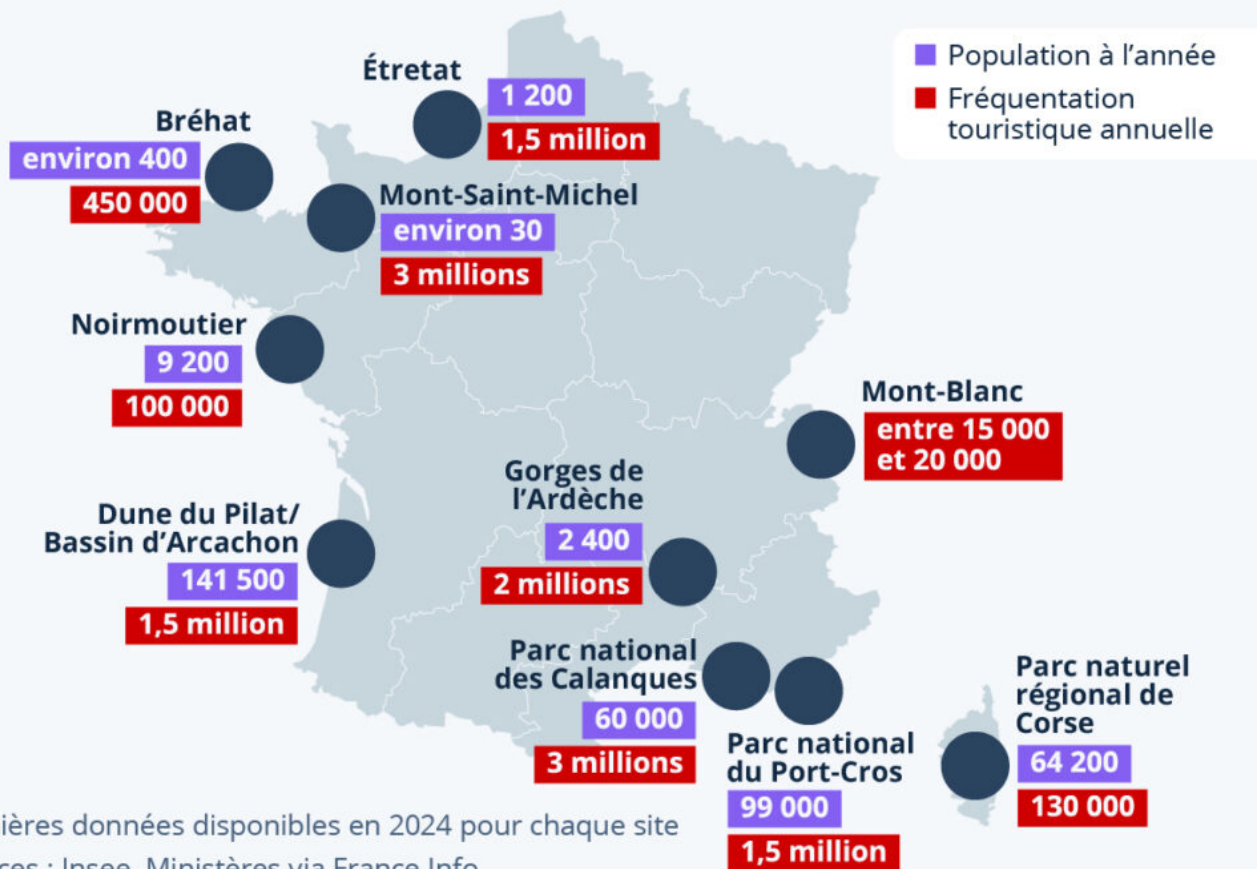 Population à l'année
Fréquentation
touristique annuelle
Étretat
1 200
1,5 million
Bréhat
environ 400
450 000
Mont-Saint-Michel
environ 30
3 millions
Noirmoutier
9 200
100 000
Mont-Blanc
entre 15 000
et 20 000
Gorges de
l'Ardèche
2 400
2 millions
Dune du Pilat/
Bassin d'Arcachon
141 500
1,5 million
Parc national
des Calanques
60 000
3 millions
Parc national
du Port-Cros
99 000
1,5 million
Parc naturel
régional de
Corse
64 200
130 000
ières données disponibles en 2024 pour chaque site
ces : Insee, Ministères via France Info